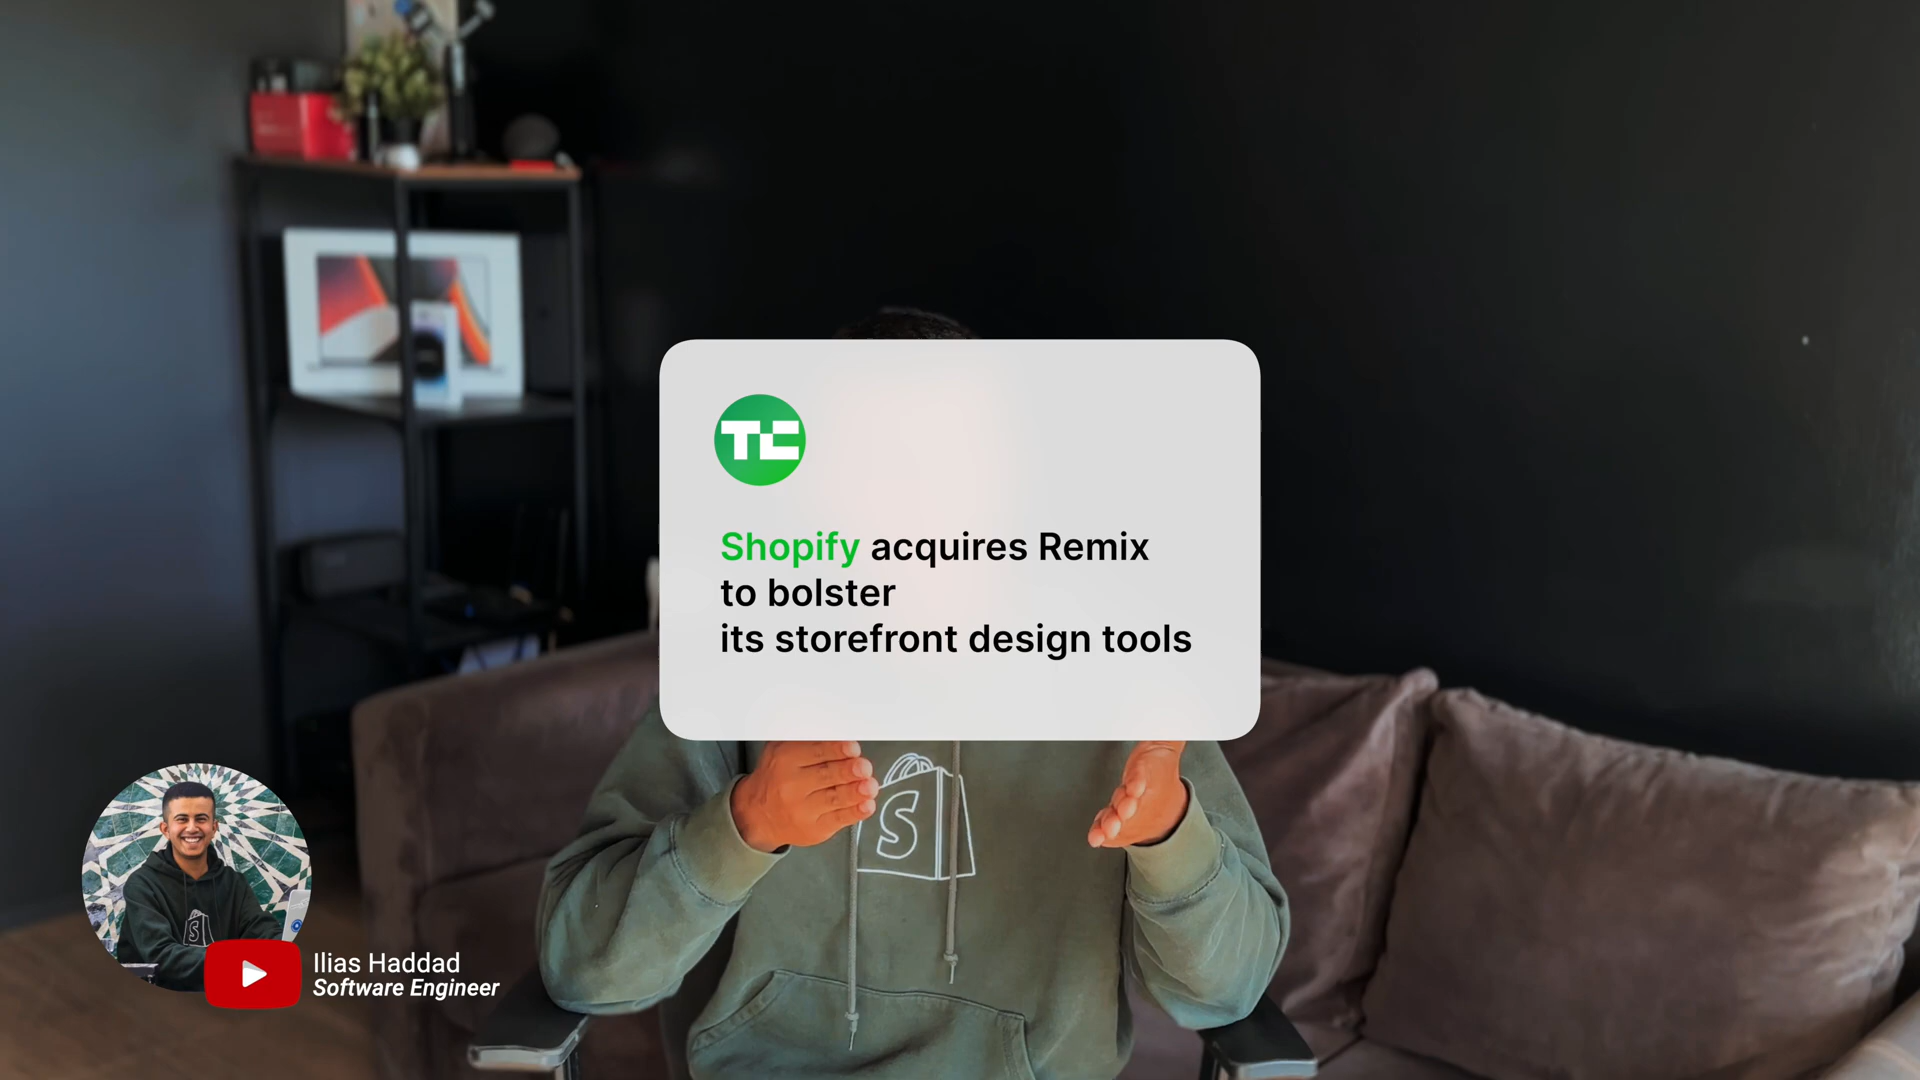 TC
Shopify acquires Remix
to bolster
its storefront design tools
S
S
Ilias Haddad
Software Engineer